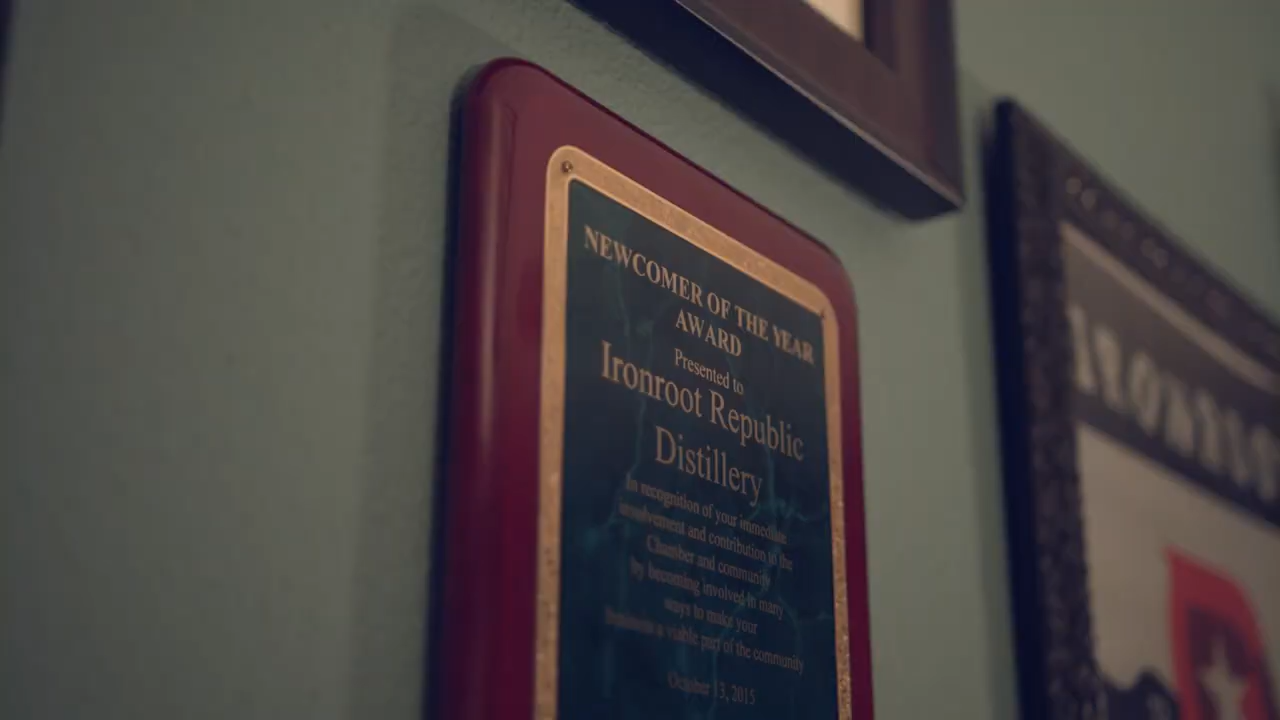 NEWCOMER OF THE YEAR
AWARD
Presented to
Ironroot Republic
Distillery
In recognition of your immediate
involvement and contribution to the
Chamber and community
by becoming involved in many
ways to make your
business a viable part of the community
October 13, 2015